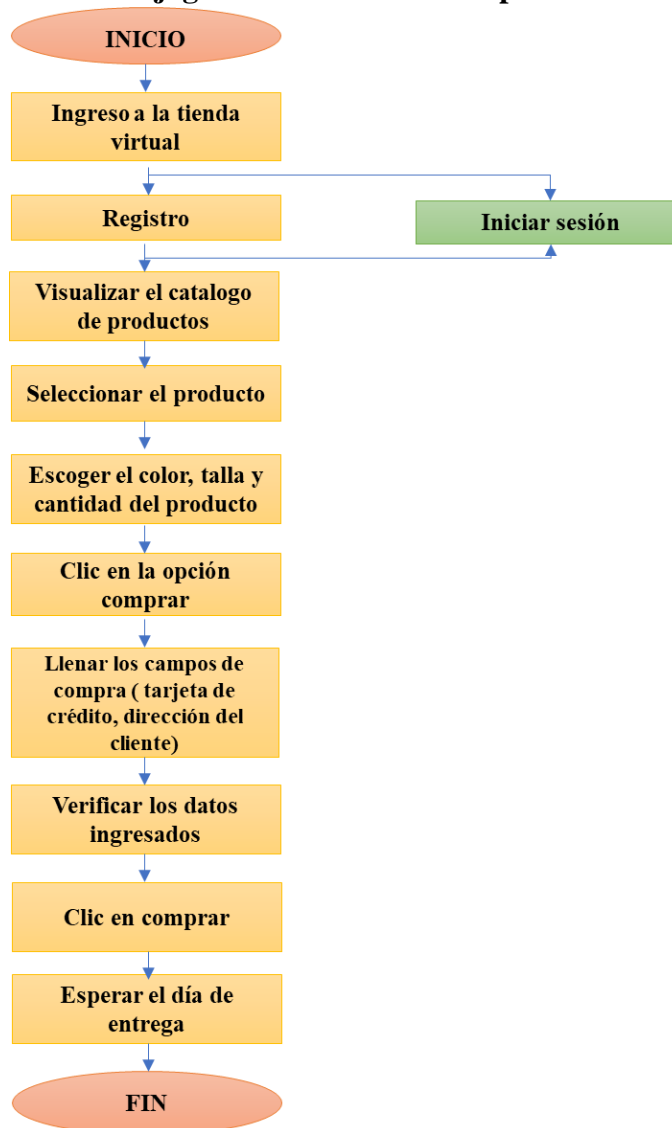 INICIO
Ingreso a la tienda
virtual
Registro
Iniciar sesión
Visualizar el catalogo
de productos
Seleccionar el producto
Escoger el color, talla y
cantidad del producto
Clic en la opción
comprar
Llenar los campos de
compra ( tarjeta de
crédito, dirección del
cliente)
Verificar los datos
ingresados
Clic en comprar
Esperar el día de
entrega
FIN